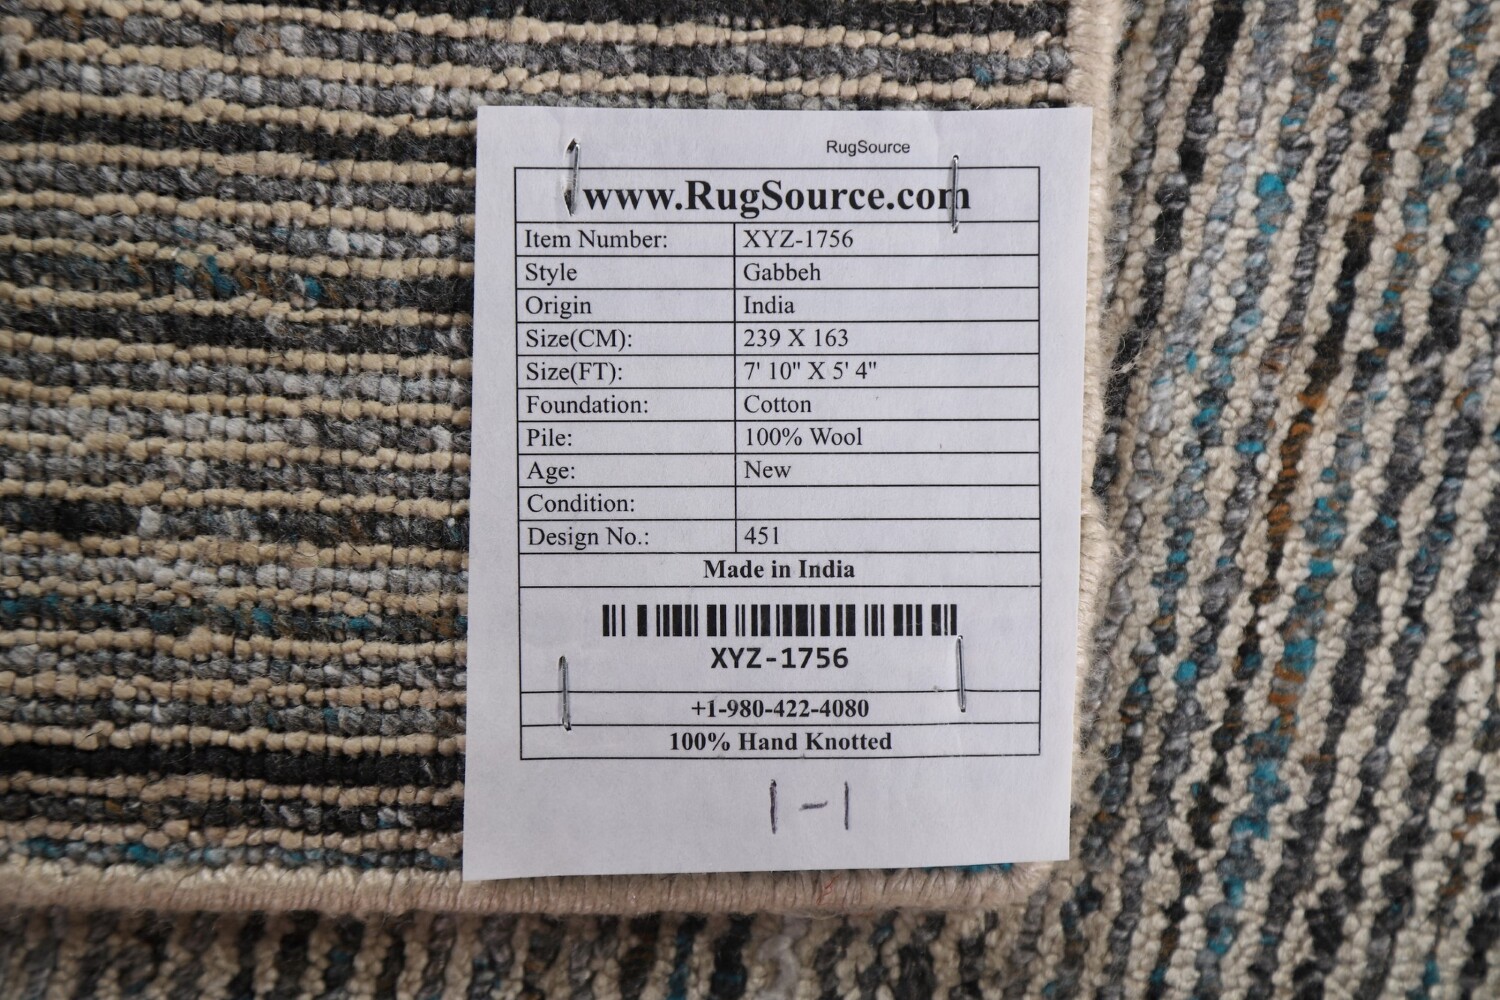 RugSource
www.RugSource.com
Item Number: XYZ-1756
Style Gabbeh
Origin India
Size(CM): 239 X 163
Size(FT): 7' 10" X 5' 4"
Foundation: Cotton
Pile: 100% Wool
Age: New
Condition:
Design No.: 451
Made in India
XYZ-1756
+1-980-422-4080
100% Hand Knotted
1-1